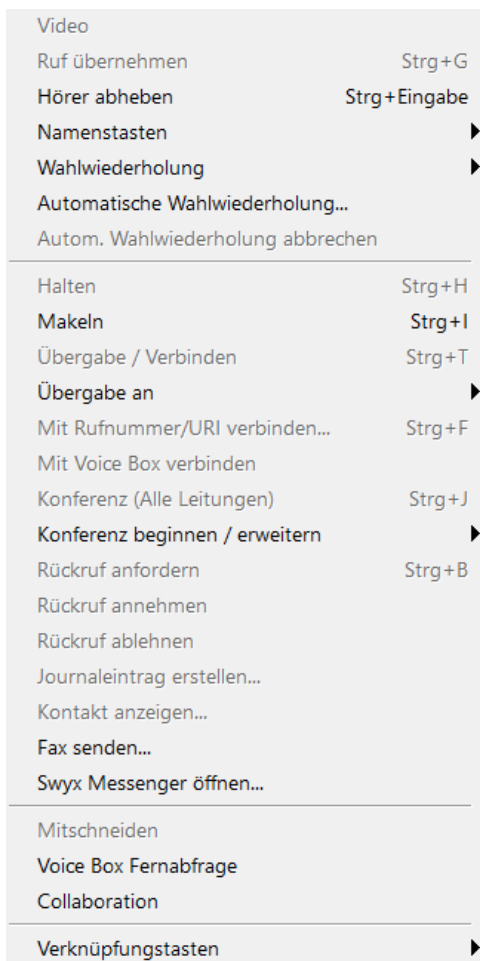 Video
Ruf übernehmen Strg+G
Hörer abheben Strg+Eingabe
Namenstasten
Wahlwiederholung
Automatische Wahlwiederholung...
Autom. Wahlwiederholung abbrechen
Halten Strg+H
Makeln Strg+I
Übergabe / Verbinden Strg+T
Übergabe an
Mit Rufnummer/URI verbinden... Strg+F
Mit Voice Box verbinden
Konferenz (Alle Leitungen) Strg+J
Konferenz beginnen / erweitern
Rückruf anfordern Strg+B
Rückruf annehmen
Rückruf ablehnen
Journaleintrag erstellen...
Kontakt anzeigen...
Fax senden...
Swyx Messenger öffnen...
Mitschneiden
Voice Box Fernabfrage
Collaboration
Verknüpfungstasten